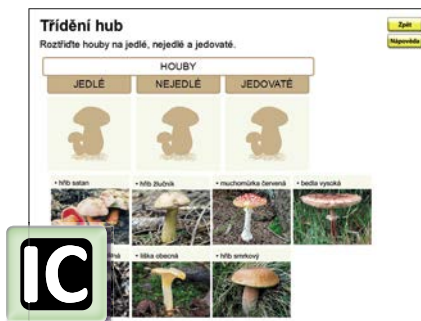 Třídění hub
Zpět
Nápověda
Roztřiďte houby na jedlé, nejedlé a jedovaté.
HOUBY
JEDLÉ NEJEDLÉ JEDOVATÉ
• hřib satan • hřib žlučník • muchomůrka červená • bedla vysoká
• liška obecná • hřib smrkový
IC